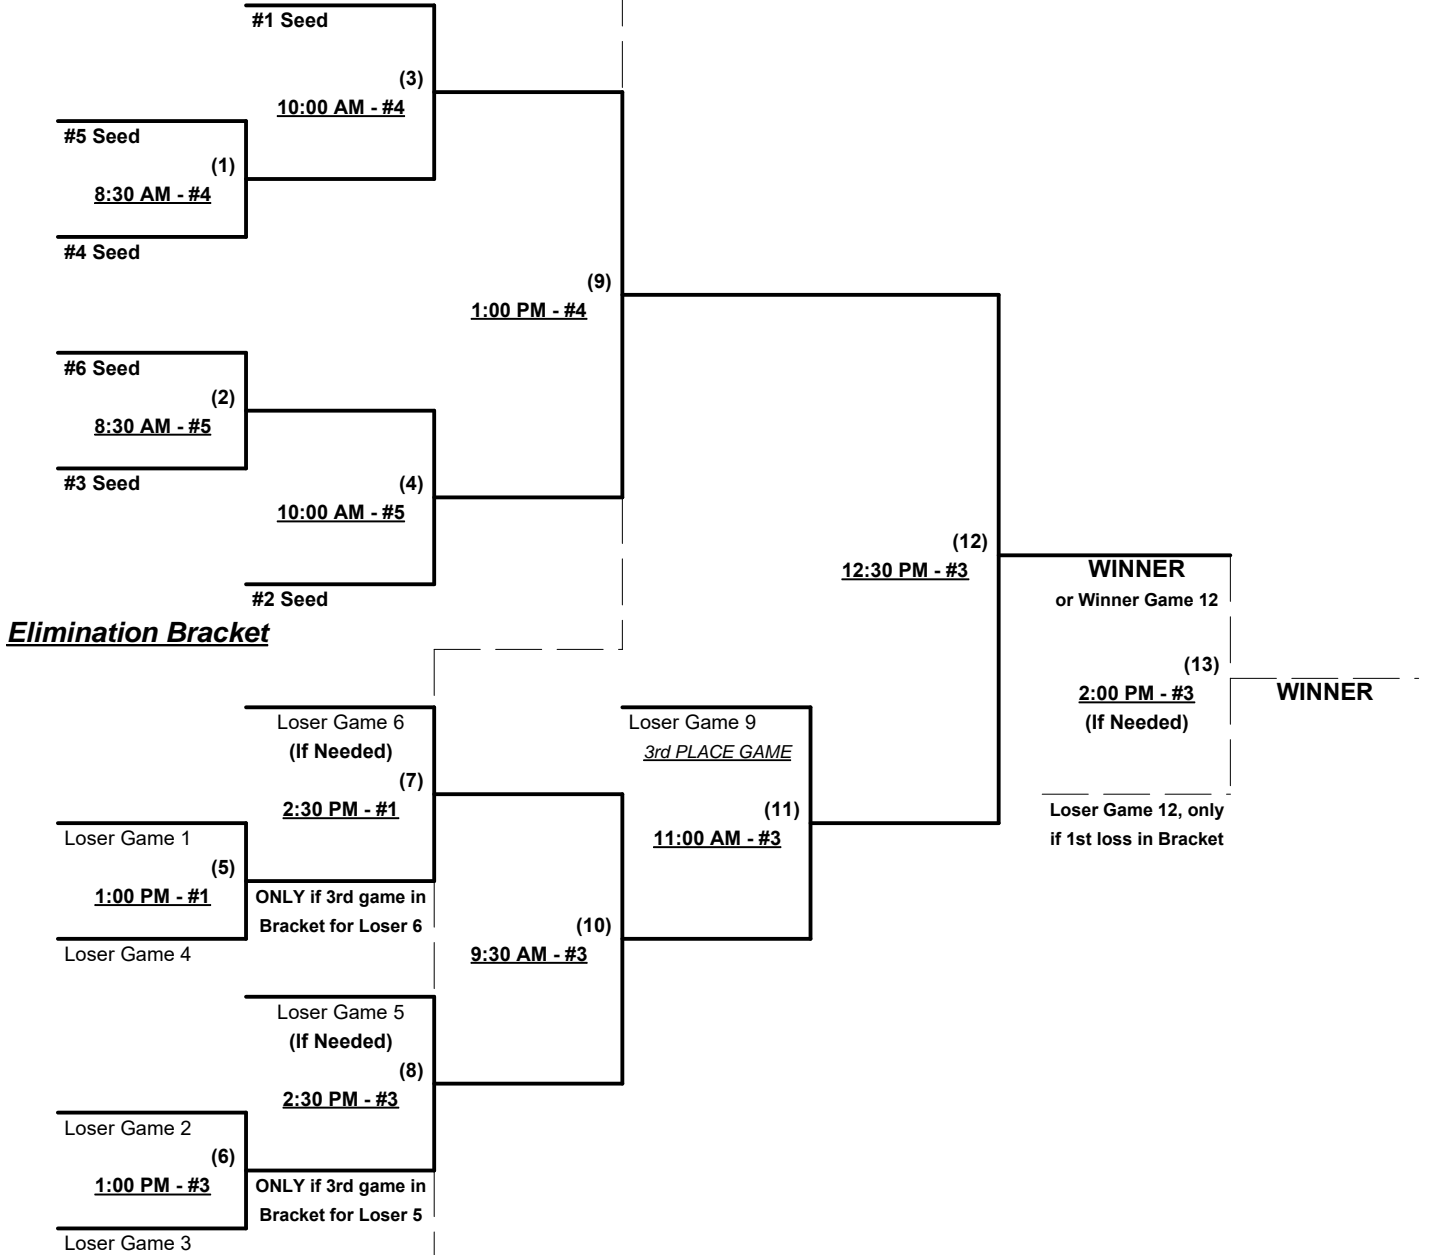 #1 Seed
(3)
10:00 AM - #4
#5 Seed
(1)
8:30 AM - #4
#4 Seed
(9)
1:00 PM - #4
#6 Seed
(2)
8:30 AM - #5
#3 Seed
(4)
10:00 AM - #5
#2 Seed
(12)
12:30 PM - #3
WINNER
or Winner Game 12
(13)
2:00 PM - #3
(If Needed)
WINNER
Loser Game 12, only
if 1st loss in Bracket
Elimination Bracket
Loser Game 6
(If Needed)
(7)
2:30 PM - #1
Loser Game 1
(5)
1:00 PM - #1
Loser Game 4
ONLY if 3rd game in
Bracket for Loser 6
Loser Game 9
3rd PLACE GAME
(11)
11:00 AM - #3
(10)
9:30 AM - #3
Loser Game 5
(If Needed)
(8)
2:30 PM - #3
Loser Game 2
(6)
1:00 PM - #3
Loser Game 3
ONLY if 3rd game in
Bracket for Loser 5